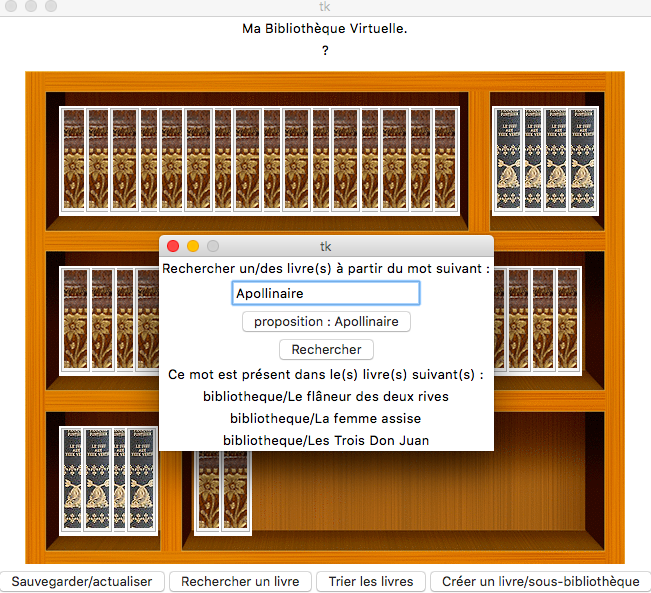 tk
Ma Bibliothèque Virtuelle.
?
tk
Rechercher un/des livre(s) à partir du mot suivant :
Apollinaire
proposition : Apollinaire
Rechercher
Ce mot est présent dans le(s) livre(s) suivant(s) :
bibliotheque/Le flâneur des deux rives
bibliotheque/La femme assise
bibliotheque/Les Trois Don Juan
Sauvegarder/actualiser
Rechercher un livre
Trier les livres
Créer un livre/sous-bibliothèque